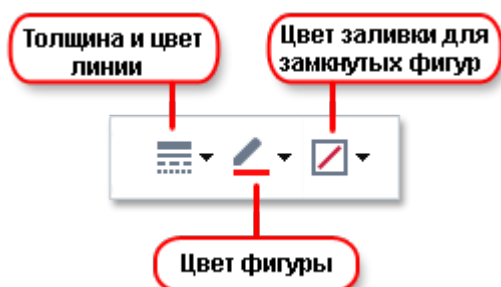 Толщина и цвет
линии
Цвет заливки для
замкнутых фигур
Цвет фигуры